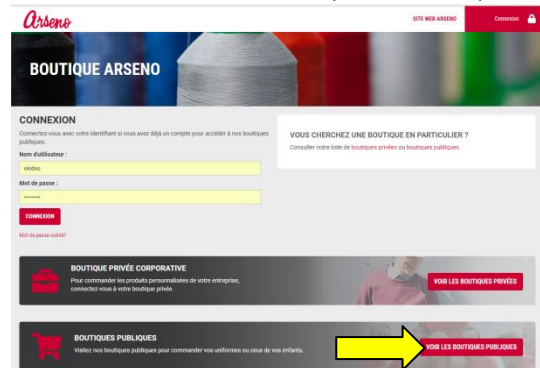 Arseno
SITE WEB ARSENO
Connexion
BOUTIQUE ARSENO
CONNEXION
Connectez-vous avec votre identifiant si vous avez déjà un compte pour accéder à nos boutiques
publiques.
Nom d'utilisateur :
okidoo
Mot de passe :
••••••••
CONNEXION
Mot de passe oublié?
VOUS CHERCHEZ UNE BOUTIQUE EN PARTICULIER ?
Consulter notre liste de boutiques privées ou boutiques publiques.
BOUTIQUE PRIVÉE CORPORATIVE
Pour commander les produits personnalisés de votre entreprise,
connectez-vous à votre boutique privée.
VOIR LES BOUTIQUES PRIVÉES
BOUTIQUES PUBLIQUES
Visitez nos boutiques publiques pour commander vos uniformes ou ceux de vos enfants.
VOIR LES BOUTIQUES PUBLIQUES